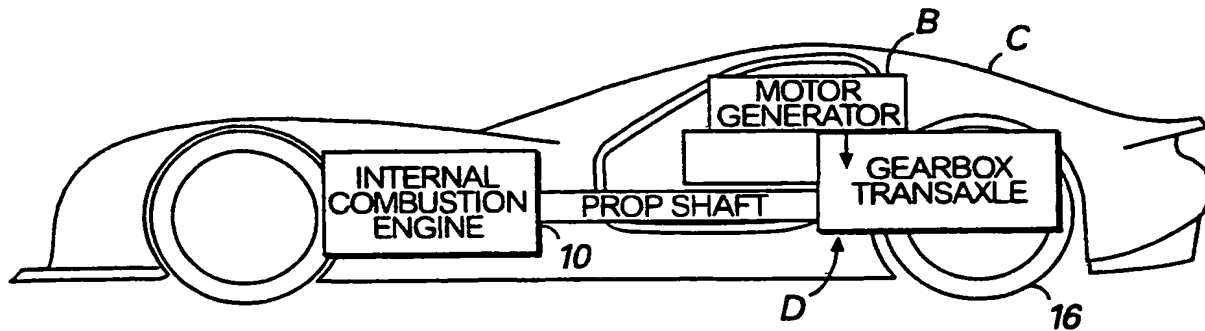 B
C
MOTOR
GENERATOR
INTERNAL
COMBUSTION
ENGINE
PROP SHAFT
GEARBOX
TRANSAXLE
10
D
16